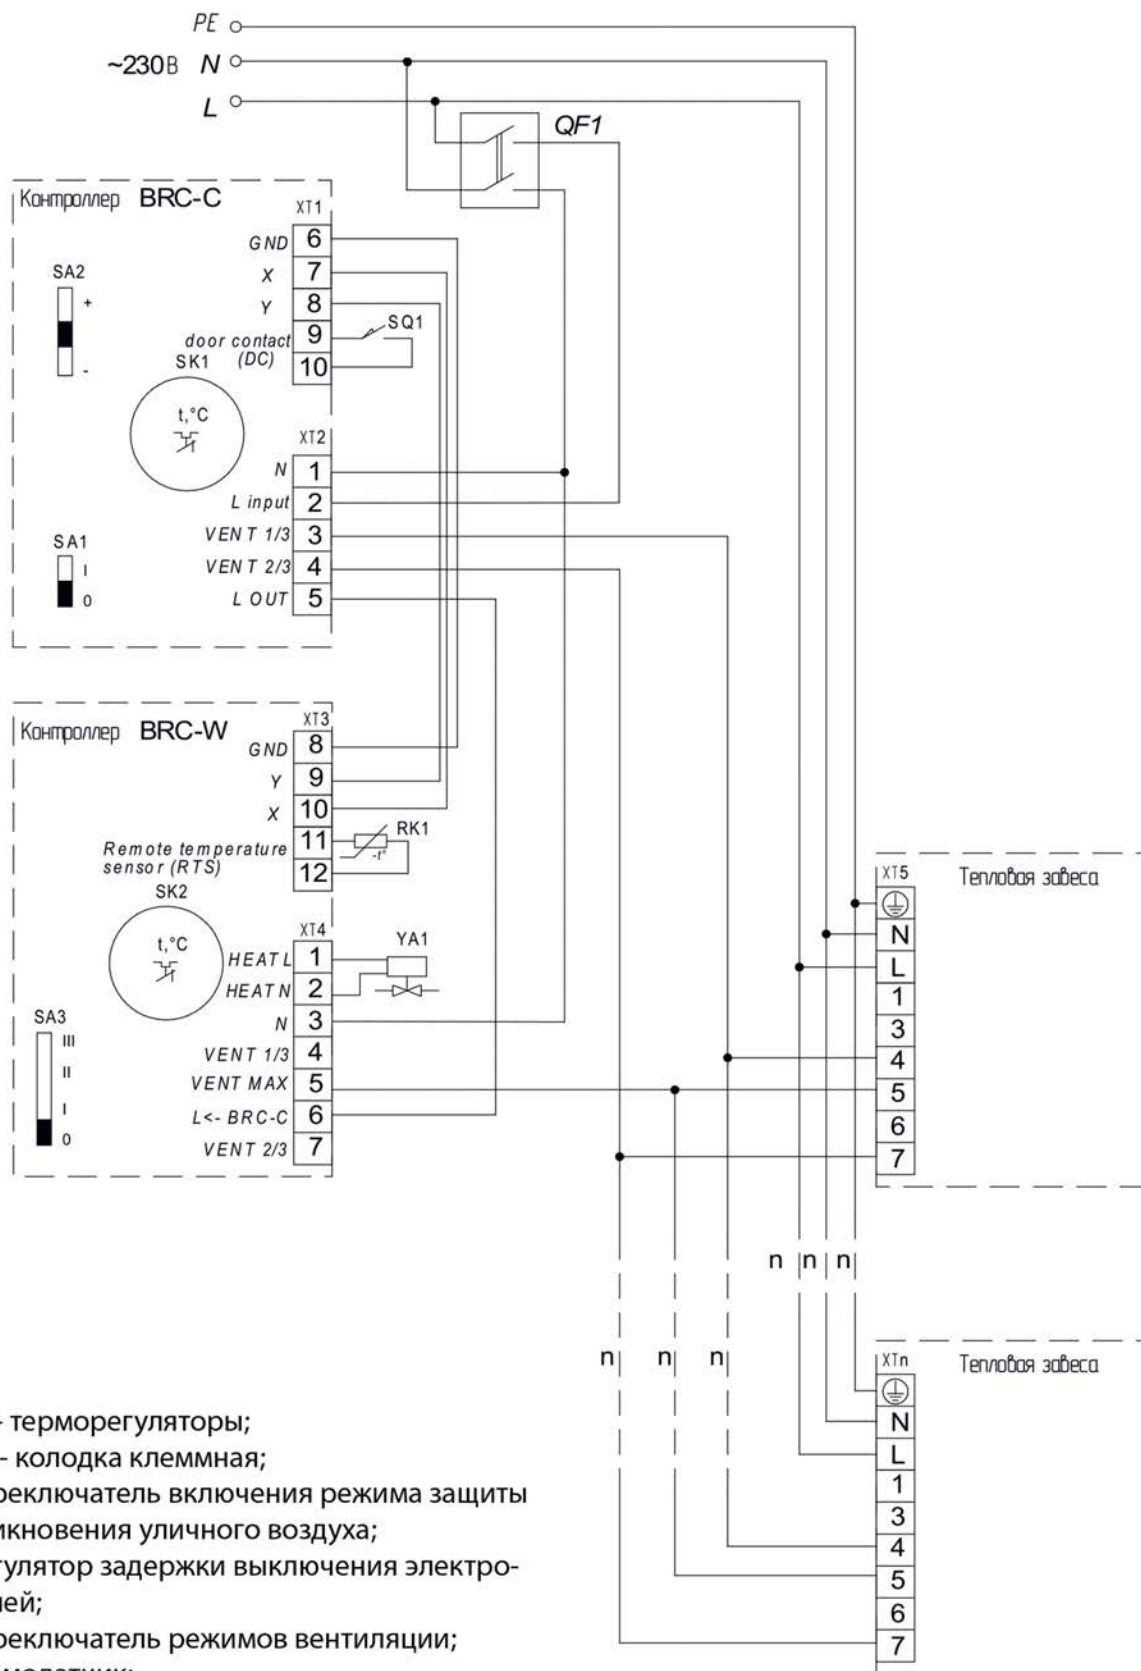 PE
~230В N
L
QF1
Контроллер BRC-C
XT1
GND 6
X 7
Y 8
door contact (DC) 9
10
SQ1
SA2
+
-
SK1
t,°C
XT2
N 1
L input 2
VENT 1/3 3
VENT 2/3 4
L OUT 5
SA1
I
0
Контроллер BRC-W
XT3
GND 8
Y 9
X 10
Remote temperature 11
sensor (RTS) 12
RK1
-t°
SK2
t,°C
XT4
HEAT L 1
HEAT N 2
N 3
VENT 1/3 4
VENT MAX 5
L<- BRC-C 6
VENT 2/3 7
YA1
SA3
III
II
I
0
XT5
Тепловая завеса
N
L
1
3
4
5
6
7
n n n
n n n
XTn
Тепловая завеса
N
L
1
3
4
5
6
7
- терморегуляторы;
- колодка клеммная;
реключатель включения режима защиты
икновения уличного воздуха;
гулятор задержки выключения электро-
лей;
реключатель режимов вентиляции;